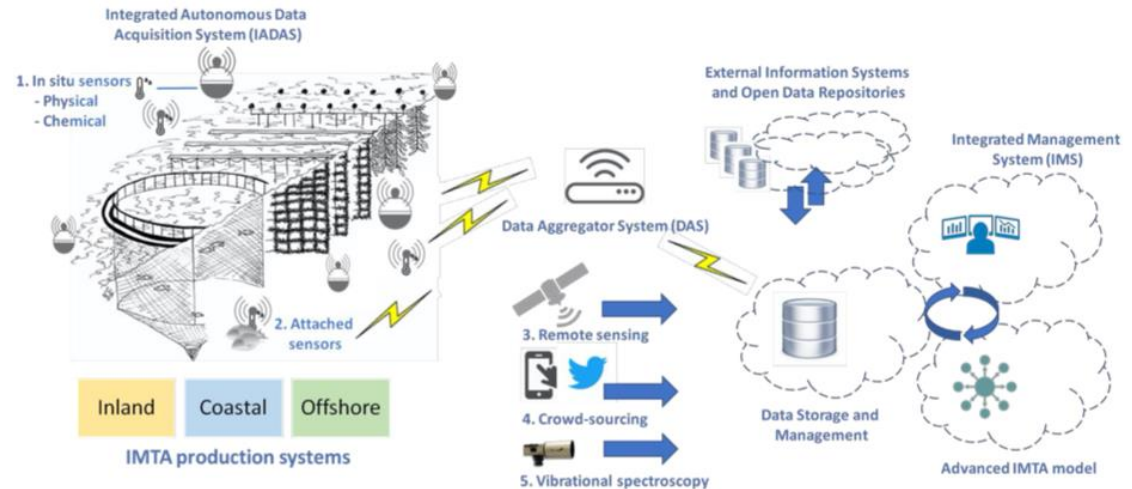 Integrated Autonomous Data
Acquisition System (IADAS)
1. In situ sensors
- Physical
- Chemical
2. Attached
sensors
Inland
Coastal
Offshore
IMTA production systems
Data Aggregator System (DAS)
3. Remote sensing
4. Crowd-sourcing
5. Vibrational spectroscopy
External Information Systems
and Open Data Repositories
Data Storage and
Management
Integrated Management
System (IMS)
Advanced IMTA model